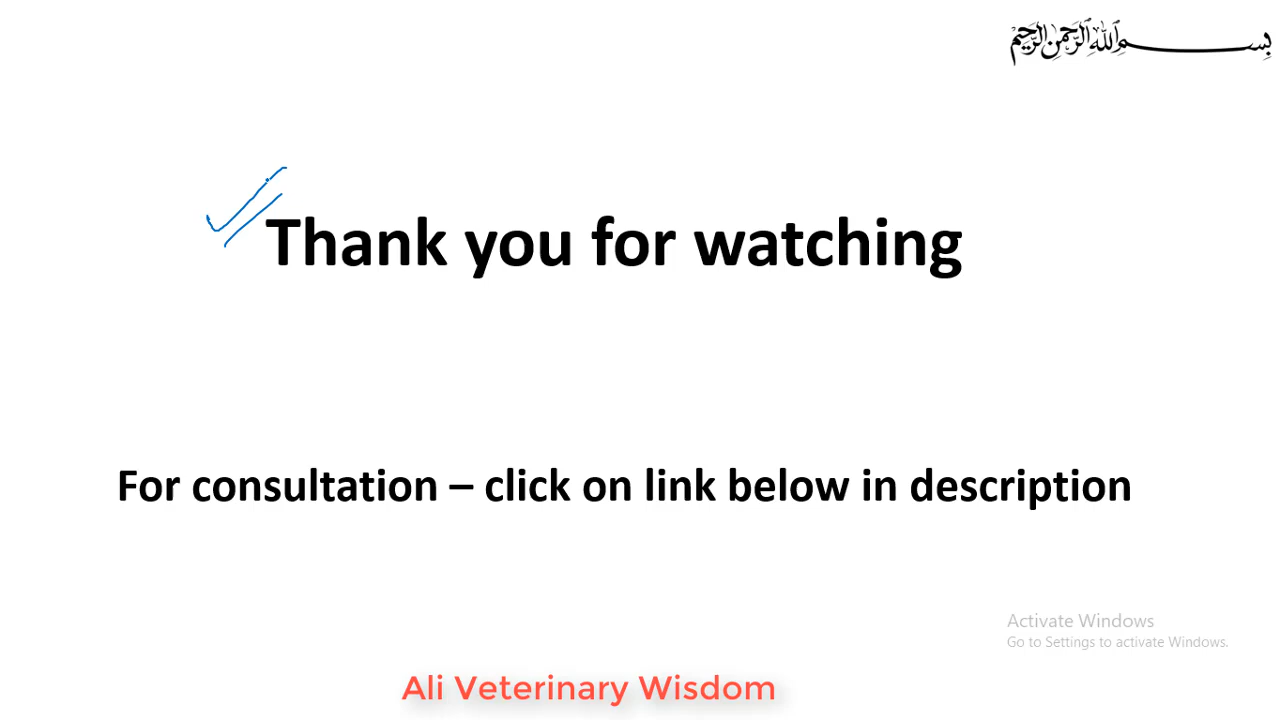 بسم الله الرحمن الرحيم
Thank you for watching
For consultation – click on link below in description
Activate Windows
Go to Settings to activate Windows.
Ali Veterinary Wisdom